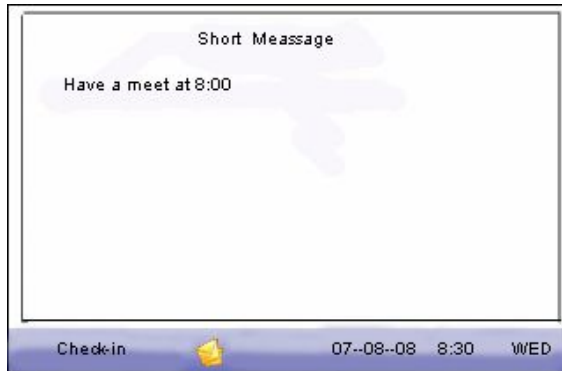 Short Meassage
Have a meet at 8:00
Check-in 07--08--08 8:30 WED